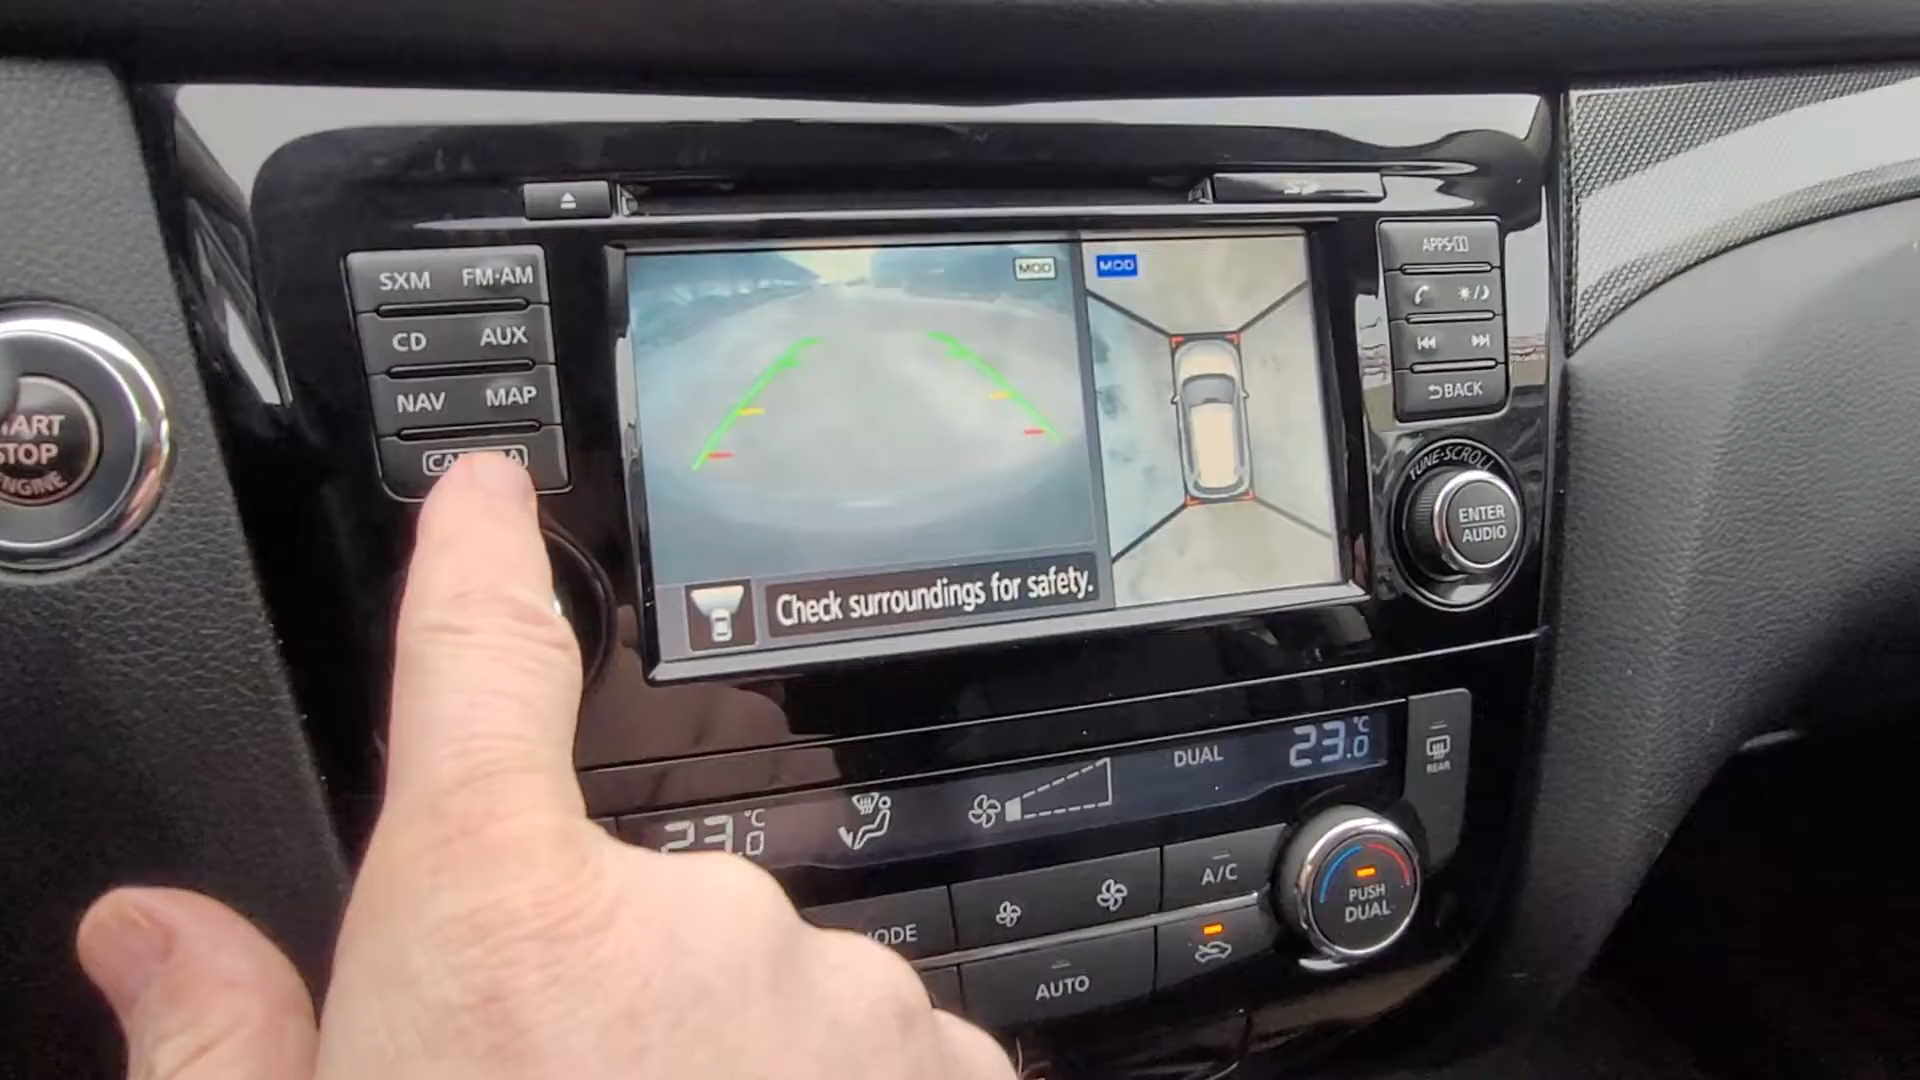 SXM FM·AM
CD AUX
NAV MAP
START
STOP
ENGINE
MOD
MOD
Check surroundings for safety.
APPS·i
BACK
TUNE·SCROLL
ENTER
AUDIO
23.0 °C
DUAL
23.0 °C
REAR
A/C
PUSH
DUAL
AUTO